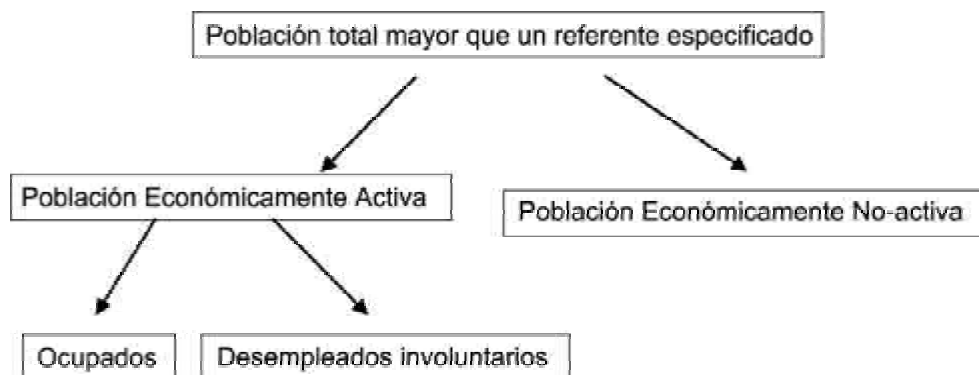 Población total mayor que un referente especificado
Población Económicamente Activa
Población Económicamente No-activa
Ocupados
Desempleados involuntarios